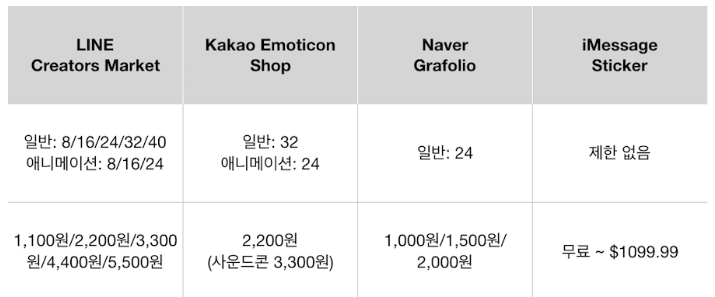 LINE
Creators Market
Kakao Emoticon
Shop
Naver
Grafolio
iMessage
Sticker
일반: 8/16/24/32/40
애니메이션: 8/16/24
일반: 32
애니메이션: 24
일반: 24
제한 없음
1,100원/2,200원/3,300
원/4,400원/5,500원
2,200원
(사운드콘 3,300원)
1,000원/1,500원/
2,000원
무료 ~ $1099.99